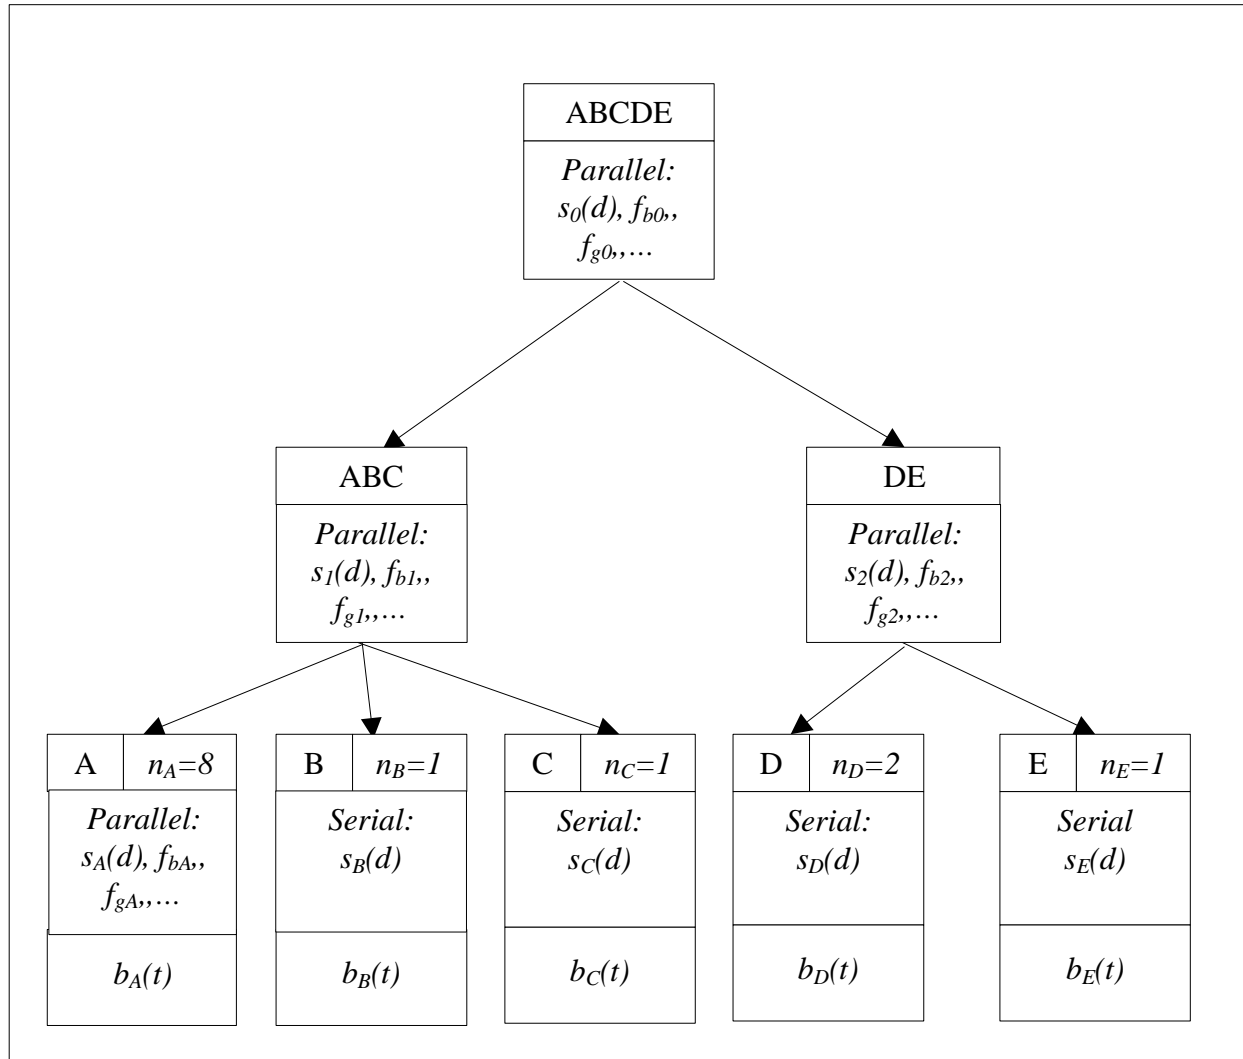 ABCDE
Parallel:
s0(d), fb0,,
fg0,,…
ABC
Parallel:
s1(d), fb1,,
fg1,,…
DE
Parallel:
s2(d), fb2,,
fg2,,…
A nA=8
Parallel:
sA(d), fbA,,
fgA,,…
bA(t)
B nB=1
Serial:
sB(d)
bB(t)
C nC=1
Serial:
sC(d)
bC(t)
D nD=2
Serial:
sD(d)
bD(t)
E nE=1
Serial
sE(d)
bE(t)